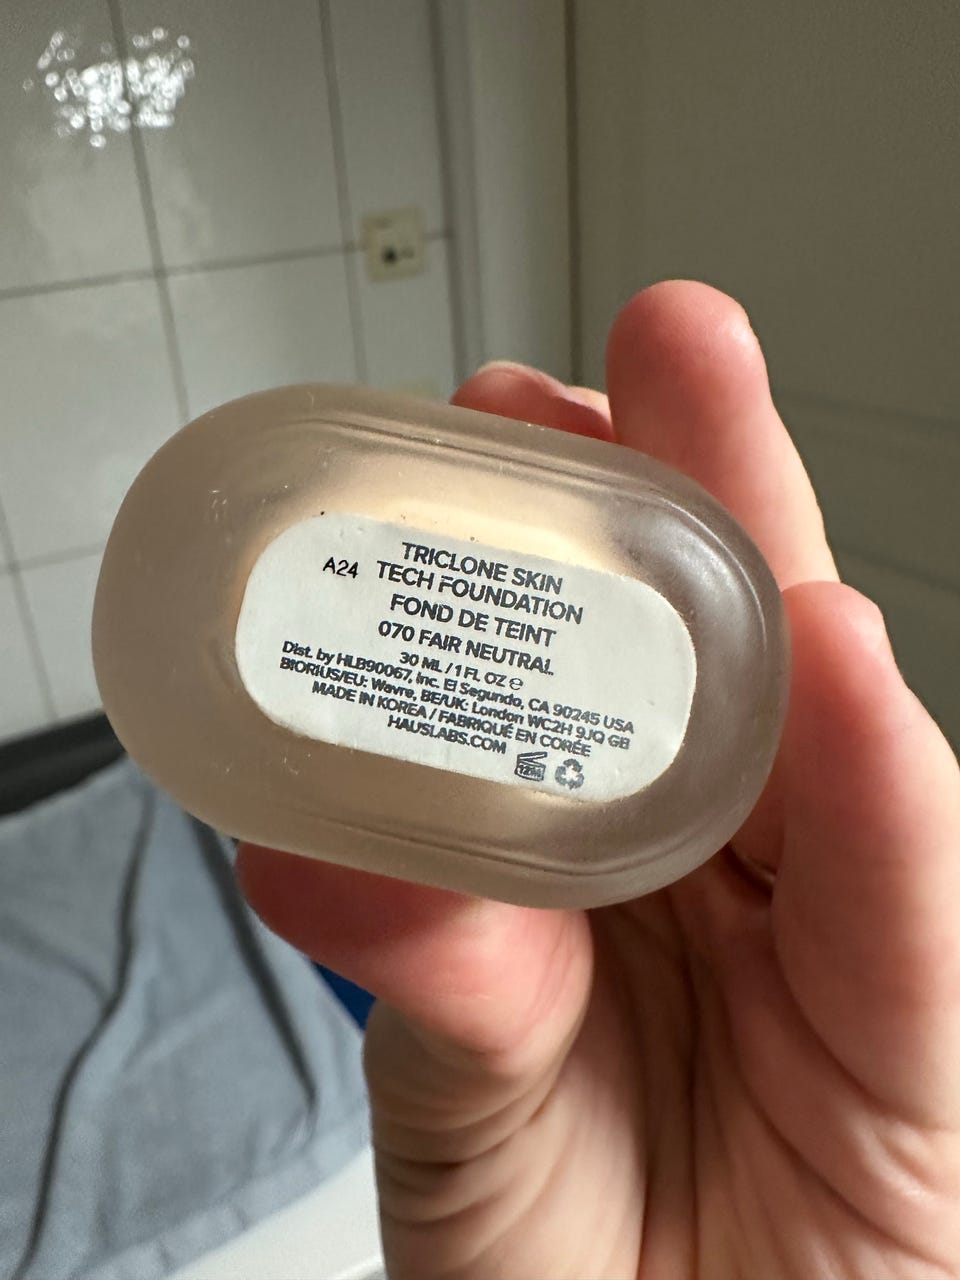 TRICLONE SKIN
A24 TECH FOUNDATION
FOND DE TEINT
070 FAIR NEUTRAL
30 ML / 1 FL OZ ℮
Dist. by HLB90067, Inc. El Segundo, CA 90245 USA
BIORIUS/EU: Wavre, BE/UK: London WC2H 9JQ GB
MADE IN KOREA / FABRIQUÉ EN CORÉE
HAUSLABS.COM
12M